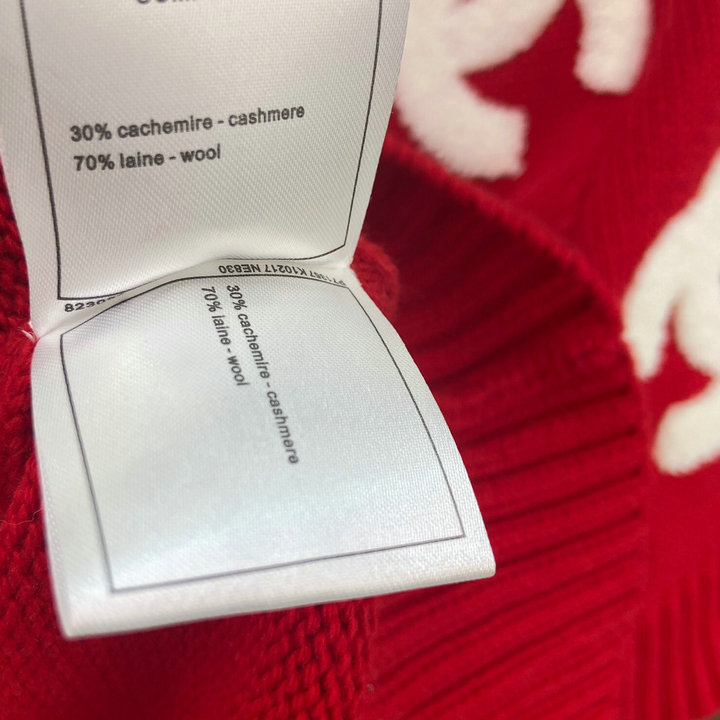 30% cachemire - cashmere
70% laine - wool
K10217 NE830
30% cachemire - cashmere
70% laine - wool